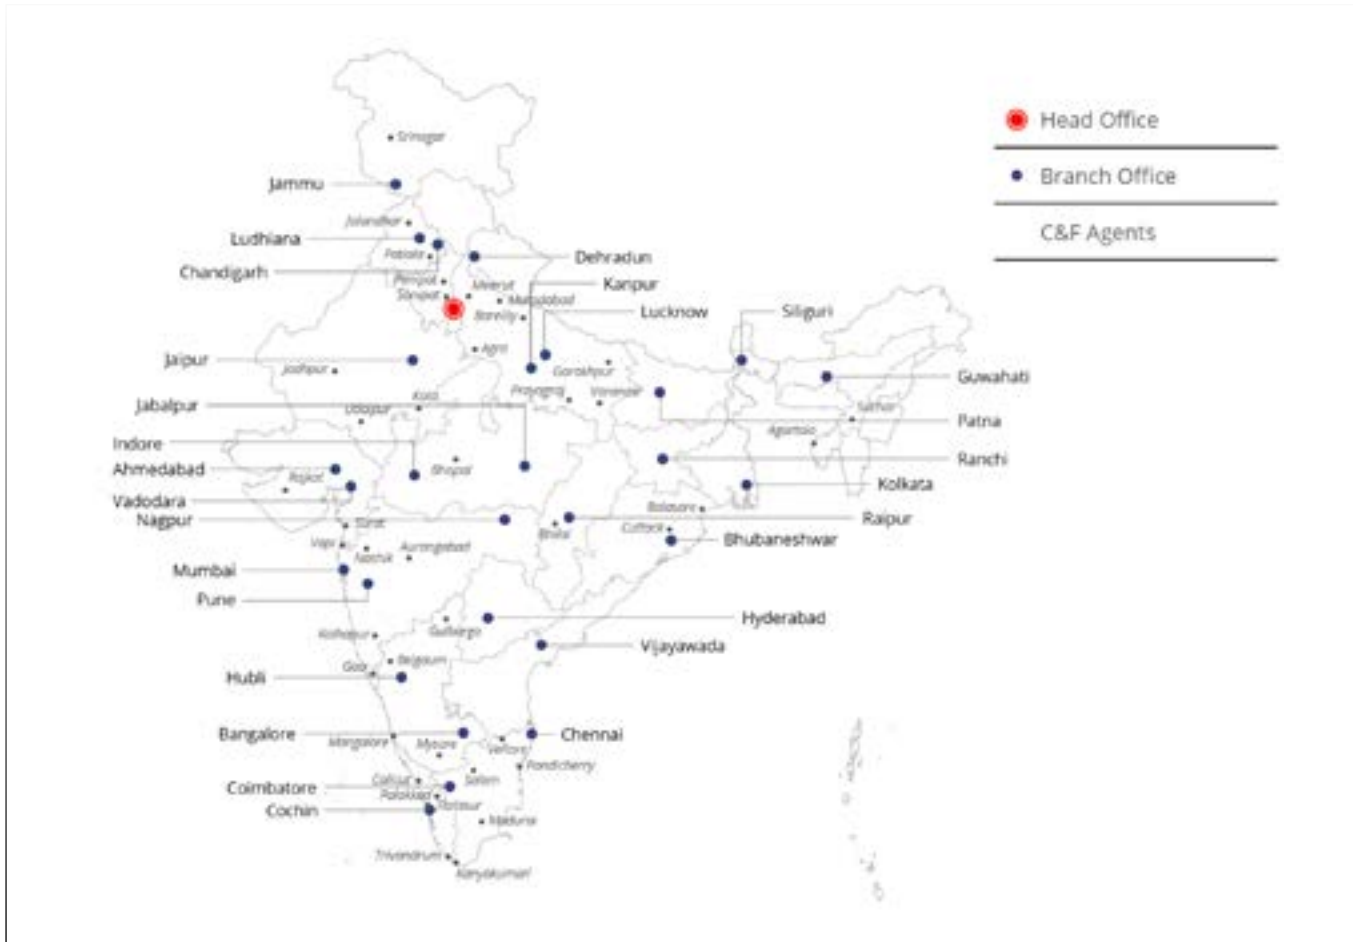 Head Office
Srinagar
Branch Office
Jammu
Jalandhar
C&F Agents
Ludhiana
Patiala
Dehradun
Chandigarh
Panipat
Meerut
Kanpur
Sonipat
Moradabad
Bareilly
Lucknow
Siliguri
Agra
Jaipur
Jodhpur
Gorakhpur
Guwahati
Prayagraj
Varanasi
Kota
Jabalpur
Udaipur
Silchar
Patna
Agartala
Indore
Ahmedabad
Bhopal
Ranchi
Rajkot
Kolkata
Vadodara
Balasore
Nagpur
Surat
Raipur
Bhilai
Cuttack
Bhubaneshwar
Vapi
Nashik
Aurangabad
Mumbai
Pune
Hyderabad
Kolhapur
Gulbarga
Vijayawada
Goa
Belgaum
Hubli
Bangalore
Chennai
Mangalore
Mysore
Vellore
Pondicherry
Calicut
Salem
Coimbatore
Palakkad
Cochin
Madurai
Trivandrum
Kanyakumari